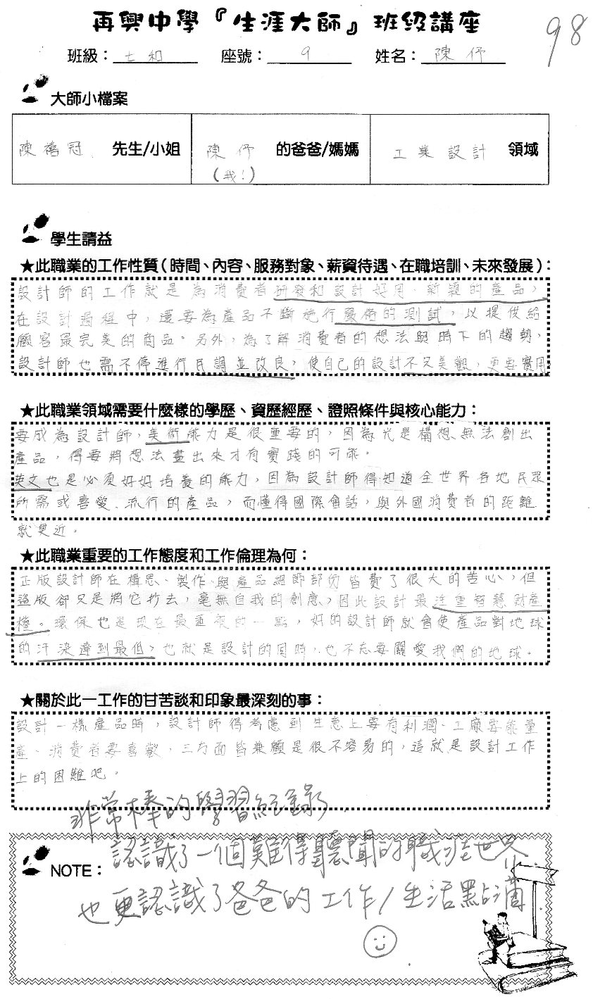 再興中學『生涯大師』班級講座
98
班級：七和 座號：9 姓名：陳伃
大師小檔案
陳舊冠 先生/小姐 陳伃 的爸爸/媽媽 工業設計 領域
(我!)
學生請益
★此職業的工作性質(時間、內容、服務對象、薪資待遇、在職培訓、未來發展)：
設計師的工作就是為消費者研發和設計好用、新穎的產品，
在設計過程中，還要為產品不斷施行嚴格的測試，以提供給
顧客最完美的商品。另外，為了解消費者的想法與時下的趨勢，
設計師也需不停進行民調並改良，使自己的設計不只美觀，更要實用
★此職業領域需要什麼樣的學歷、資歷經歷、證照條件與核心能力：
要成為設計師，美術能力是很重要的，因為光是構想、無法創出
產品，得要將想法畫出來才有實踐的可能。
英文也是必須好好培養的能力，因為設計師得知道全世界各地民眾
所需或喜愛、流行的產品，而懂得國際會話，與外國消費者的距離
就更近。
★此職業重要的工作態度和工作倫理為何：
正版設計師在構思、製作、與產品細節部份皆費了很大的苦心，但
盜版卻只是將它抄去，毫無自我的創意，因此設計最注重智慧財產
權。環保也是現在最重視的一點，好的設計師就會使產品對地球
的汙染達到最低，也就是設計的同時，也不忘要關愛我們的地球。
★關於此一工作的甘苦談和印象最深刻的事：
設計一樣產品時，設計師得考慮到生意上要有利潤、工廠要能量
產、消費者要喜歡，三方面皆兼顧是很不容易的，這就是設計工作
上的困難吧。
非常棒的學習紀錄
認識了一個難得聽聞的職涯世界
NOTE：
也更認識了爸爸的工作/生活點滴